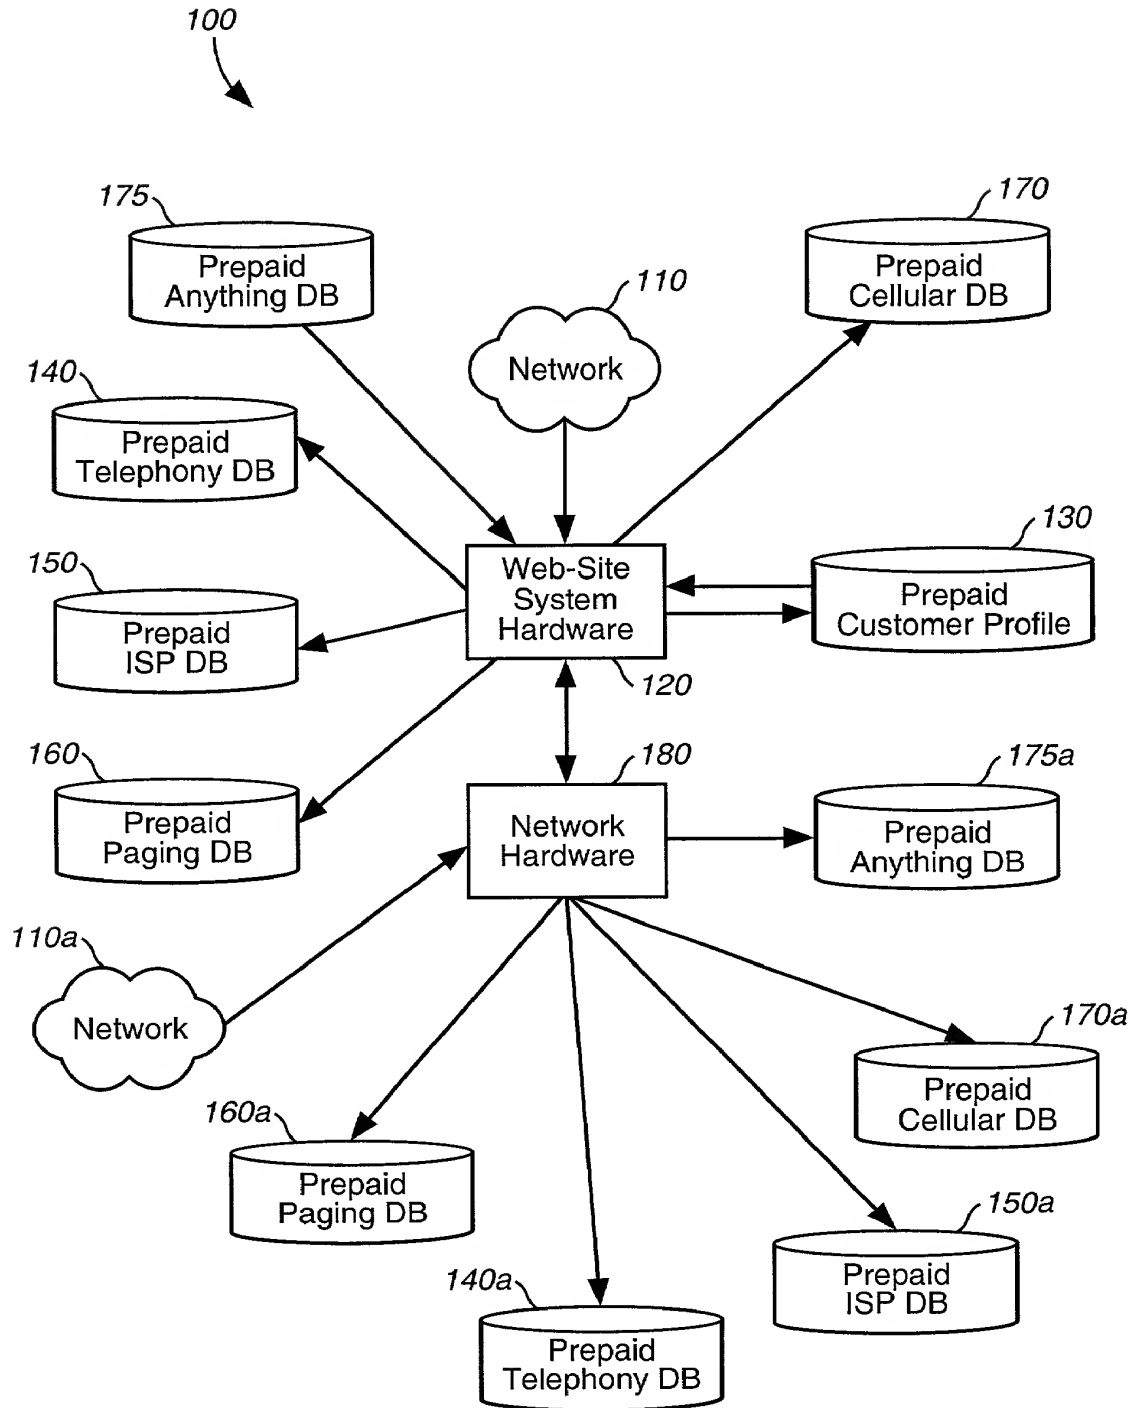 100
175
Prepaid
Anything DB
170
Prepaid
Cellular DB
110
Network
140
Prepaid
Telephony DB
130
Prepaid
Customer Profile
Web-Site
System
Hardware
120
150
Prepaid
ISP DB
160
Prepaid
Paging DB
180
Network
Hardware
175a
Prepaid
Anything DB
110a
Network
170a
Prepaid
Cellular DB
160a
Prepaid
Paging DB
150a
Prepaid
ISP DB
140a
Prepaid
Telephony DB